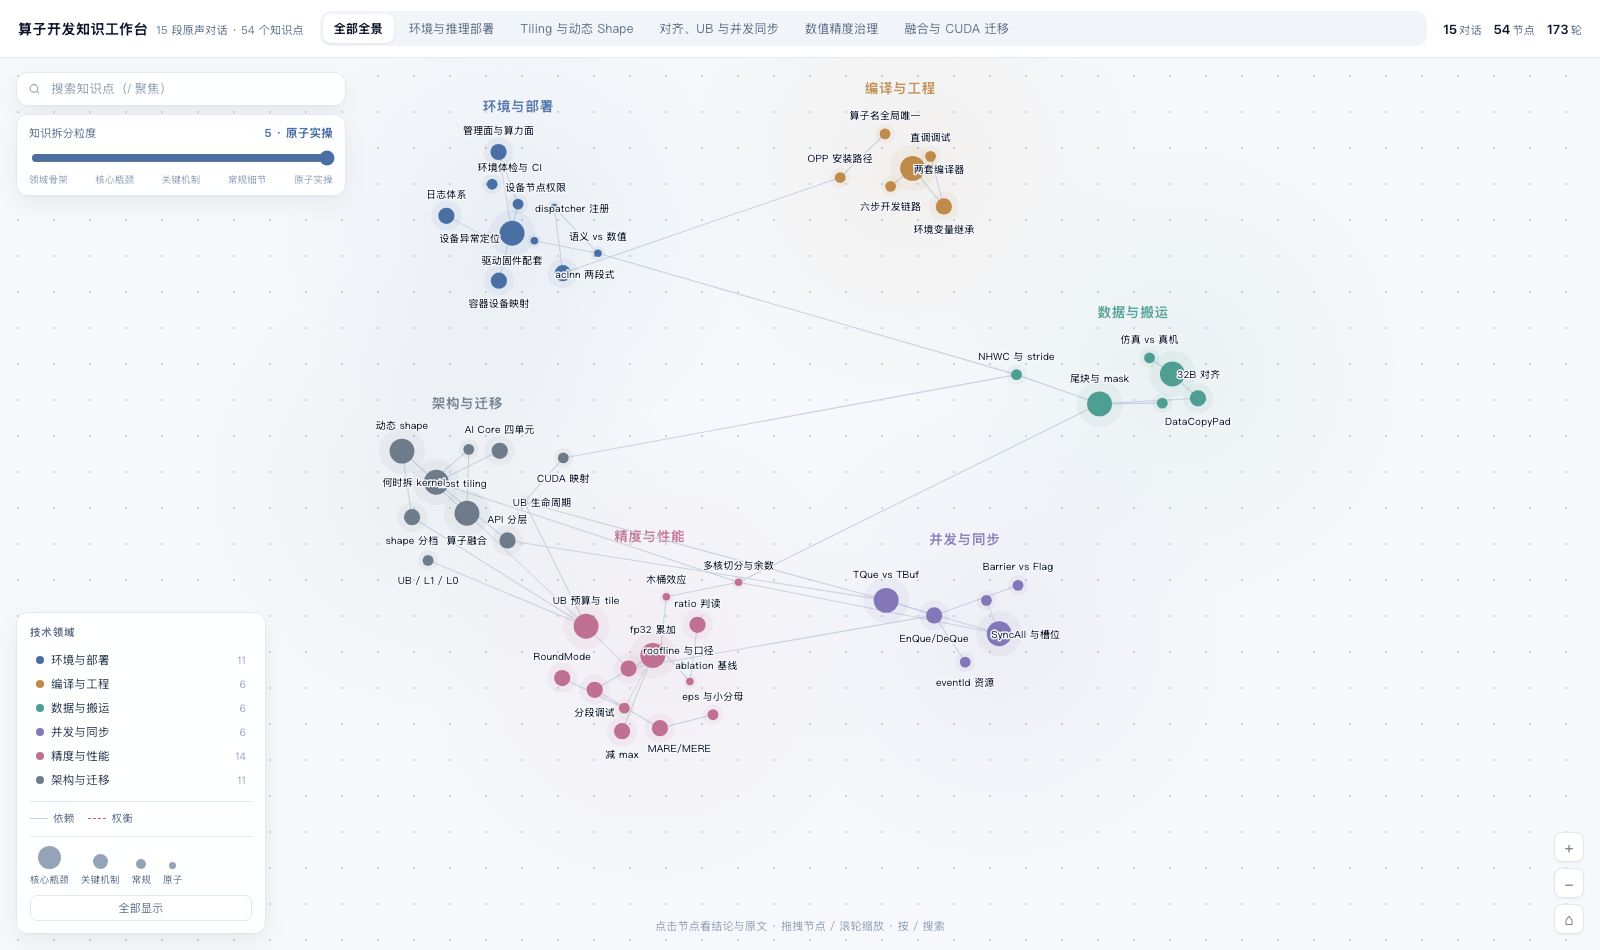 算子开发知识工作台
15 段原声对话 · 54 个知识点
全部全景
环境与推理部署
Tiling 与动态 Shape
对齐、UB 与并发同步
数值精度治理
融合与 CUDA 迁移
15 对话
54 节点
173 轮
搜索知识点（/ 聚焦）
知识拆分粒度
5 · 原子实操
领域骨架
核心瓶颈
关键机制
常规细节
原子实操
环境与部署
管理面与算力面
环境体检与 CI
设备节点权限
日志体系
dispatcher 注册
设备异常定位
语义 vs 数值
驱动固件配套
aclnn 两段式
容器设备映射
编译与工程
算子名全局唯一
直调调试
OPP 安装路径
两套编译器
六步开发链路
环境变量继承
数据与搬运
仿真 vs 真机
NHWC 与 stride
尾块与 mask
32B 对齐
DataCopyPad
架构与迁移
动态 shape
AI Core 四单元
CUDA 映射
何时拆 kernel
ost tiling
UB 生命周期
API 分层
shape 分档
算子融合
UB / L1 / L0
精度与性能
多核切分与余数
木桶效应
UB 预算与 tile
ratio 判读
fp32 累加
roofline 与口径
RoundMode
ablation 基线
eps 与小分母
分段调试
减 max
MARE/MERE
并发与同步
Barrier vs Flag
TQue vs TBuf
EnQue/DeQue
SyncAll 与槽位
eventId 资源
技术领域
环境与部署 11
编译与工程 6
数据与搬运 6
并发与同步 6
精度与性能 14
架构与迁移 11
依赖
权衡
核心瓶颈
关键机制
常规
原子
全部显示
点击节点看结论与原文 · 拖拽节点 / 滚轮缩放 · 按 / 搜索
+
−
⌂